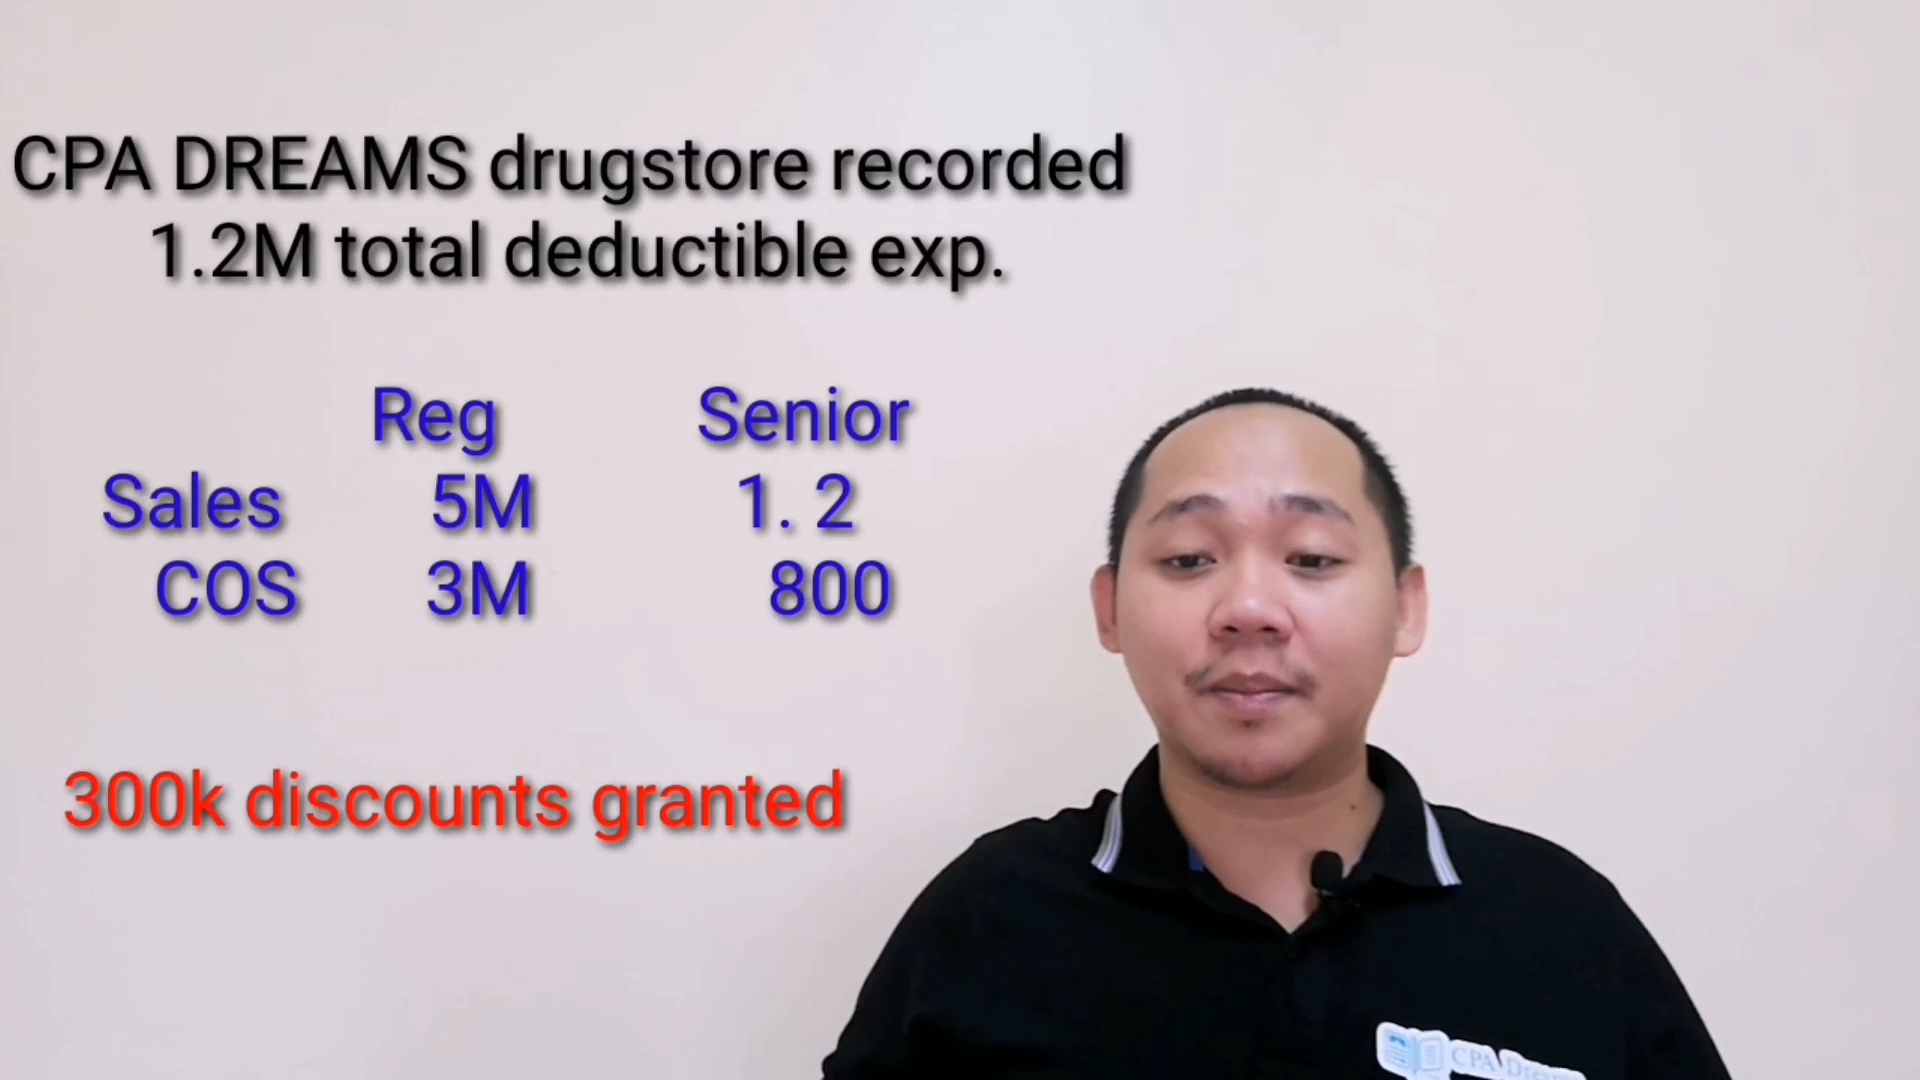 CPA DREAMS drugstore recorded
1.2M total deductible exp.
Reg Senior
Sales 5M 1. 2
COS 3M 800
300k discounts granted
CPA Dreams